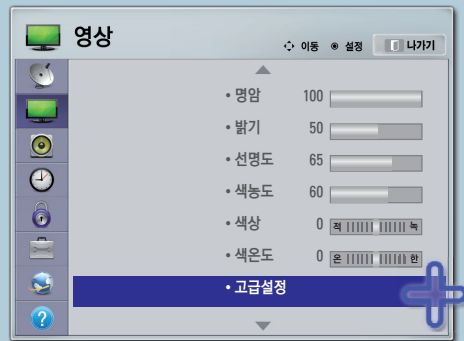 영상
이동 설정 나가기
• 명암 100
• 밝기 50
• 선명도 65
• 색농도 60
• 색상 0 적 녹
• 색온도 0 온 한
• 고급설정
?